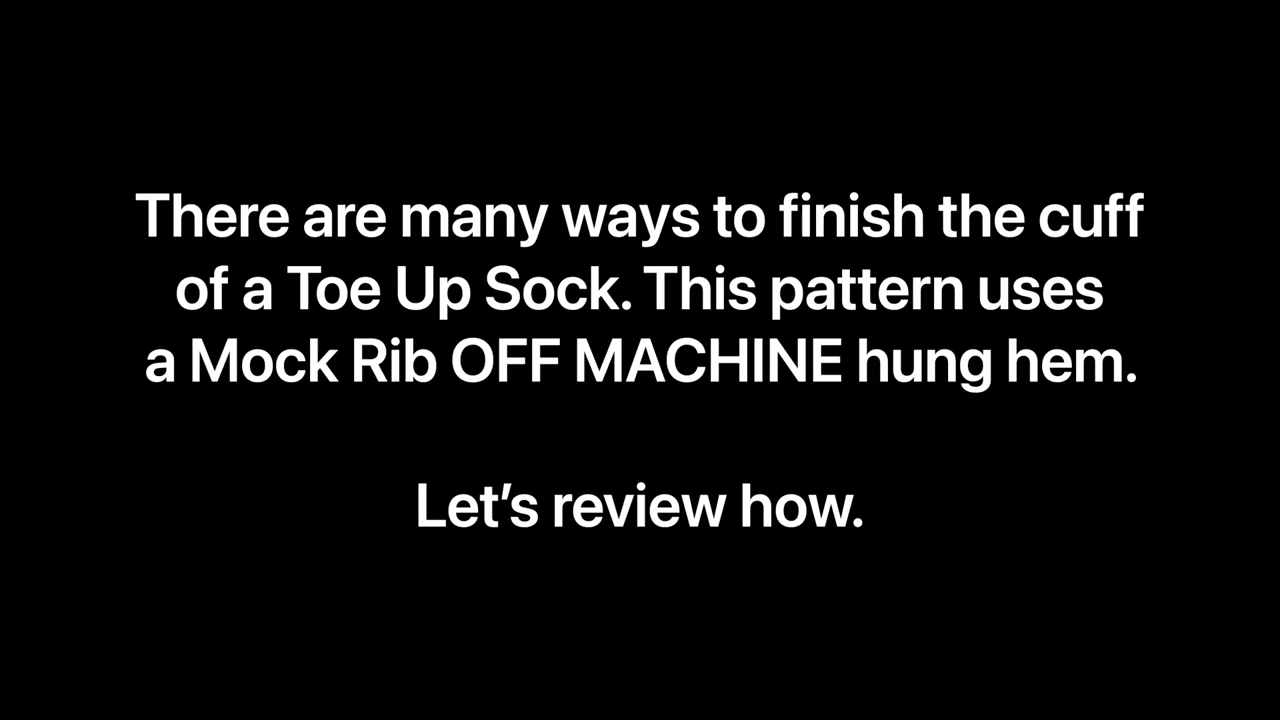 There are many ways to finish the cuff
of a Toe Up Sock. This pattern uses
a Mock Rib OFF MACHINE hung hem.
Let’s review how.